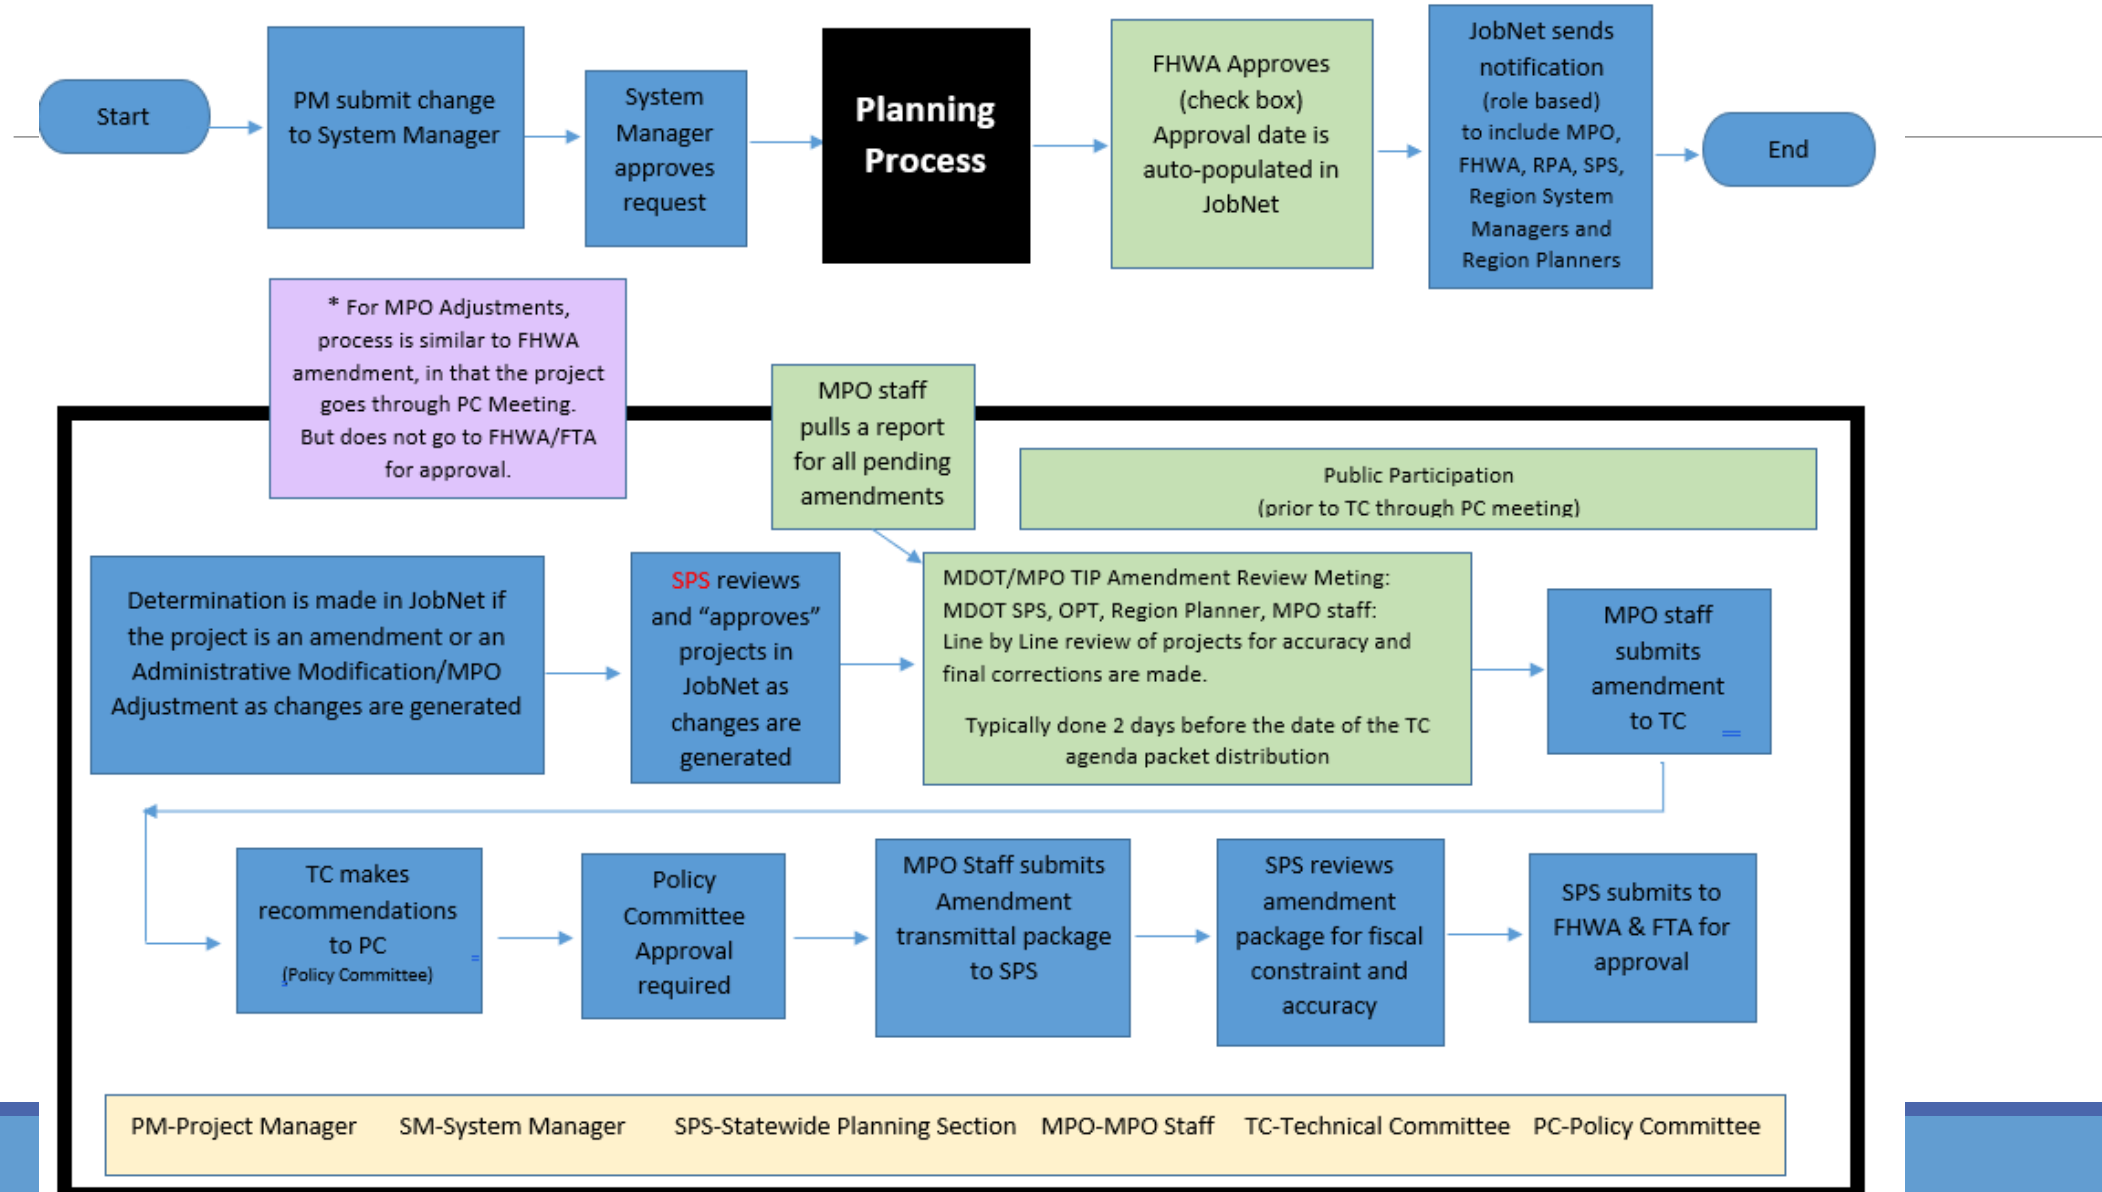 Start
PM submit change
to System Manager
System
Manager
approves
request
Planning
Process
FHWA Approves
(check box)
Approval date is
auto-populated in
JobNet
JobNet sends
notification
(role based)
to include MPO,
FHWA, RPA, SPS,
Region System
Managers and
Region Planners
End
* For MPO Adjustments,
process is similar to FHWA
amendment, in that the project
goes through PC Meeting.
But does not go to FHWA/FTA
for approval.
MPO staff
pulls a report
for all pending
amendments
Public Participation
(prior to TC through PC meeting)
Determination is made in JobNet if
the project is an amendment or an
Administrative Modification/MPO
Adjustment as changes are generated
SPS reviews
and “approves”
projects in
JobNet as
changes are
generated
MDOT/MPO TIP Amendment Review Meting:
MDOT SPS, OPT, Region Planner, MPO staff:
Line by Line review of projects for accuracy and
final corrections are made.
Typically done 2 days before the date of the TC
agenda packet distribution
MPO staff
submits
amendment
to TC
TC makes
recommendations
to PC
(Policy Committee)
Policy
Committee
Approval
required
MPO Staff submits
Amendment
transmittal package
to SPS
SPS reviews
amendment
package for fiscal
constraint and
accuracy
SPS submits to
FHWA & FTA for
approval
PM-Project Manager SM-System Manager SPS-Statewide Planning Section MPO-MPO Staff TC-Technical Committee PC-Policy Committee